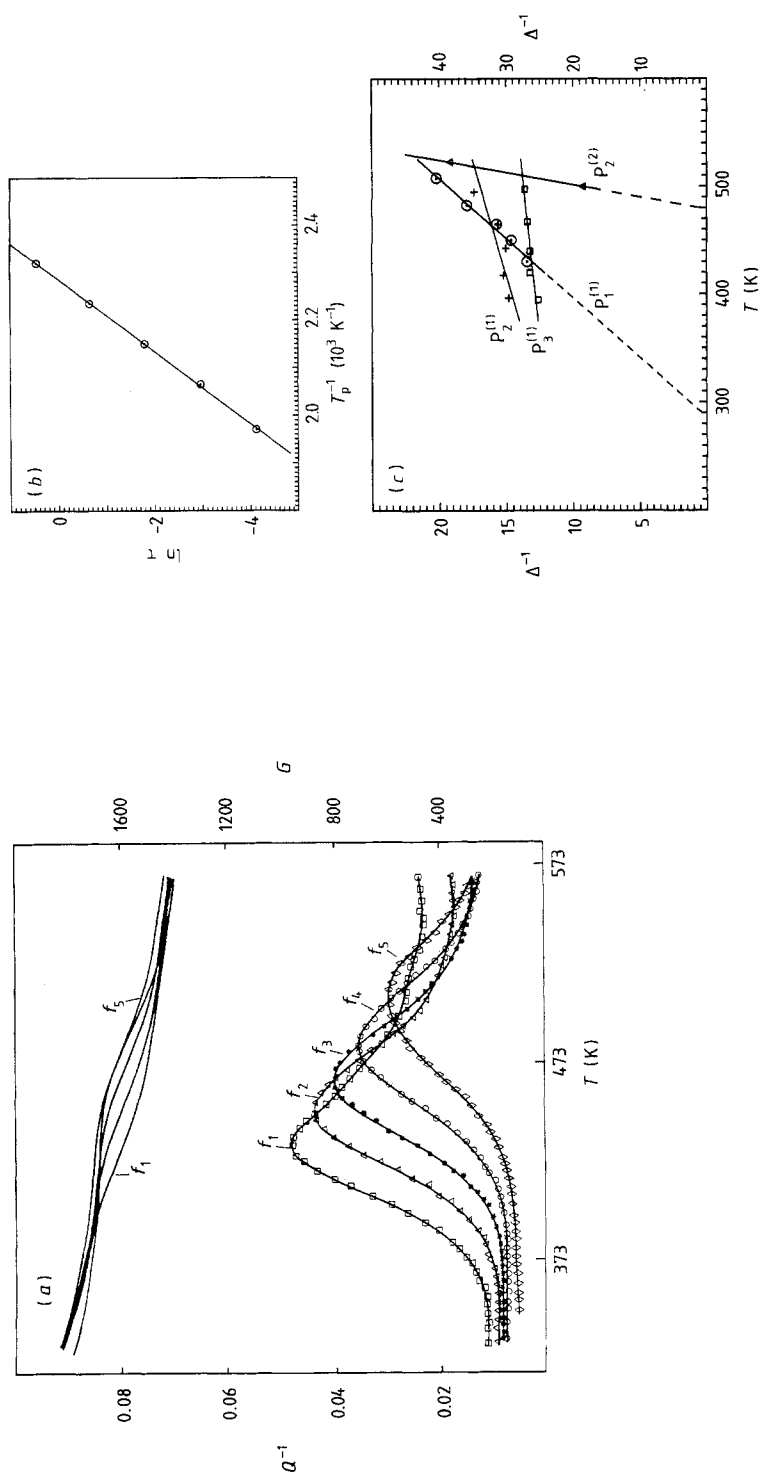 (a)
f₅
f₁
0.08
0.06
0.04
0.02
Q⁻¹
1600
1200
800
400
G
f₁
f₂
f₃
f₄
f₅
373
473
573
T (K)
(b)
0
-2
-4
2.0
2.2
2.4
Tₚ⁻¹ (10³ K⁻¹)
(c)
20
15
10
5
Δ⁻¹
40
30
20
10
Δ⁻¹
P₂⁽¹⁾
P₃⁽¹⁾
P₁⁽¹⁾
P₂⁽²⁾
300
400
500
T (K)